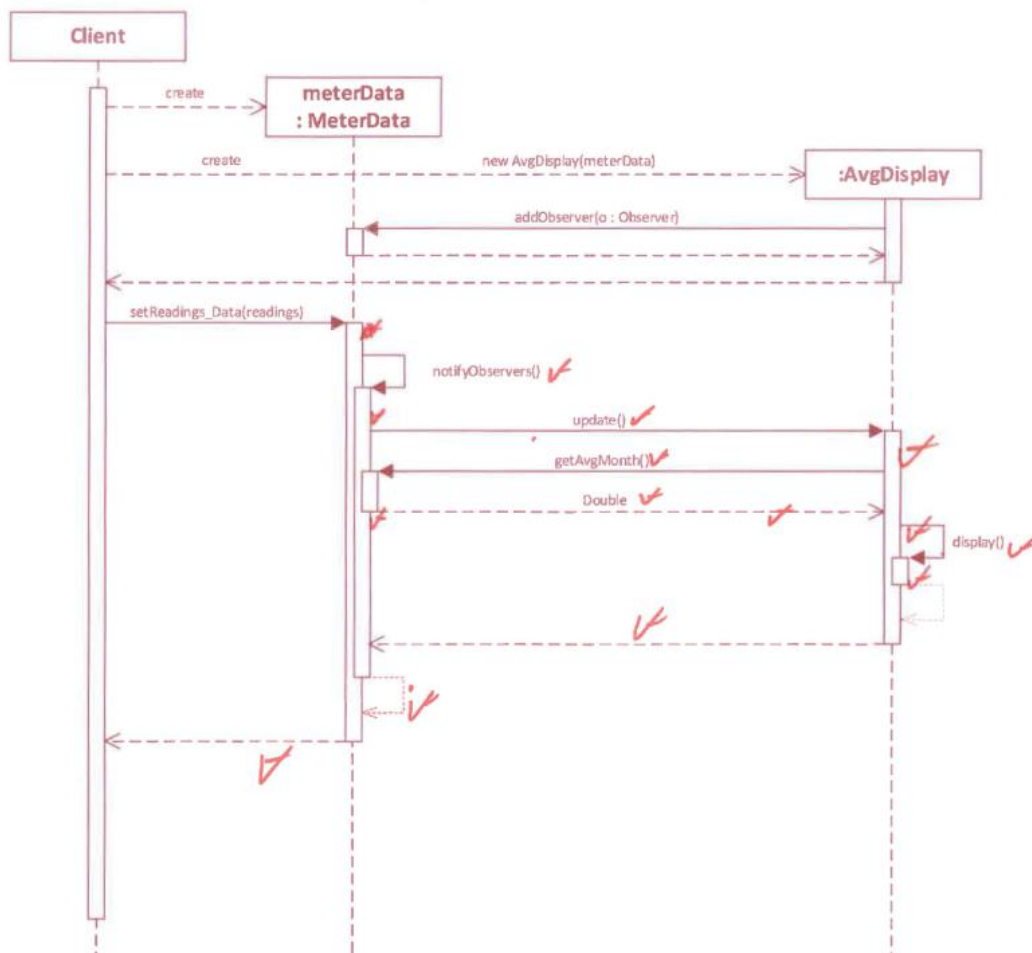 Client
create
meterData
: MeterData
create
new AvgDisplay(meterData)
:AvgDisplay
addObserver(o : Observer)
setReadings_Data(readings)
notifyObservers()
update()
getAvgMonth()
Double
display()